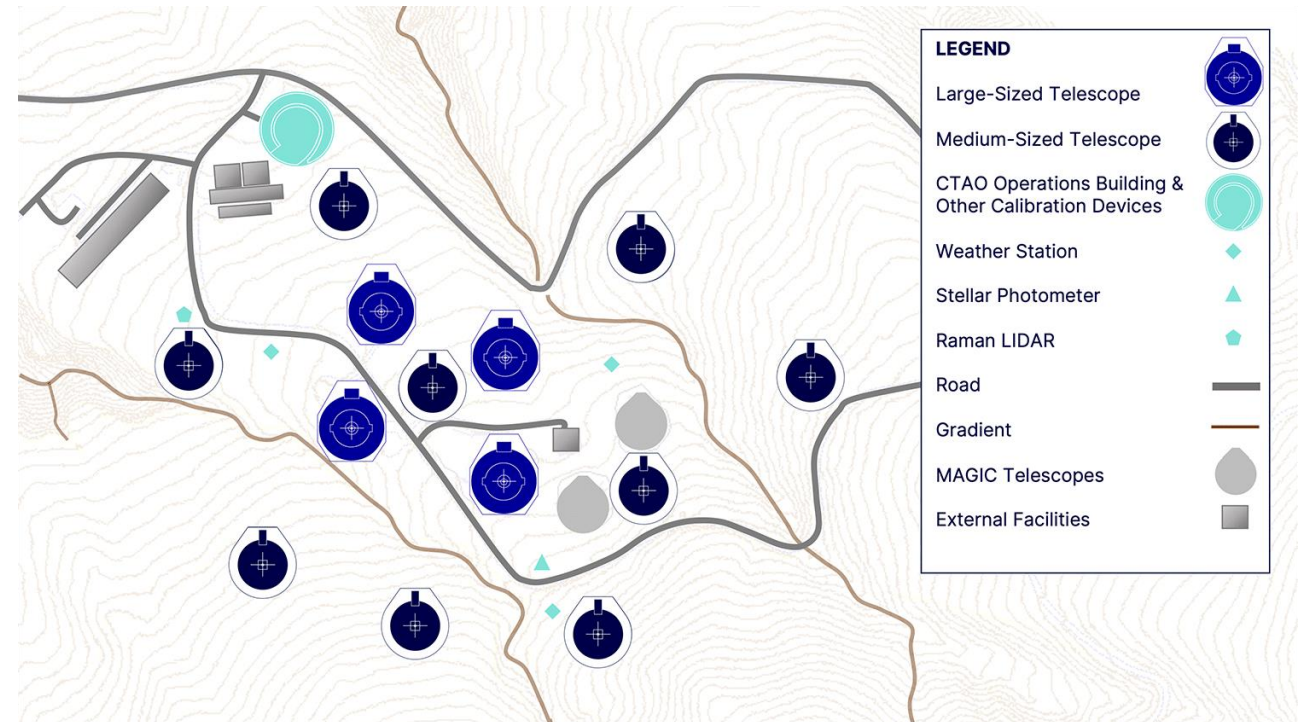 LEGEND
Large-Sized Telescope
Medium-Sized Telescope
CTAO Operations Building &
Other Calibration Devices
Weather Station
Stellar Photometer
Raman LIDAR
Road
Gradient
MAGIC Telescopes
External Facilities